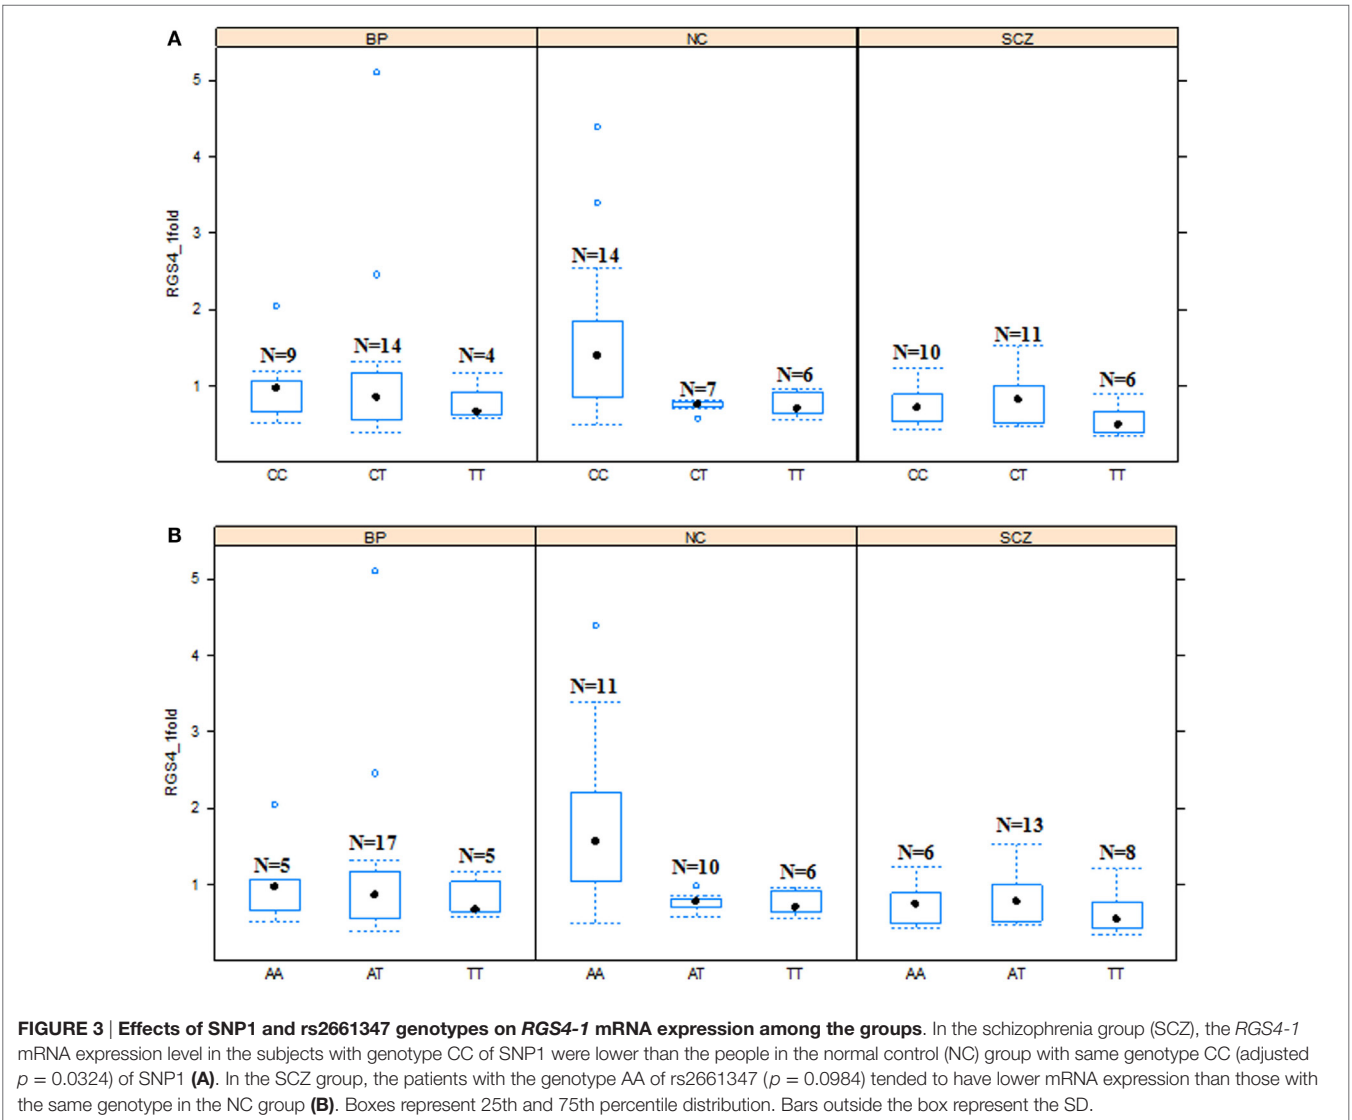 A
BP NC SCZ
5
4
3
2
1
RGS4_1fold
N=9 N=14 N=4 N=14 N=7 N=6 N=10 N=11 N=6
CC CT TT CC CT TT CC CT TT
B
BP NC SCZ
5
4
3
2
1
RGS4_1fold
N=5 N=17 N=5 N=11 N=10 N=6 N=6 N=13 N=8
AA AT TT AA AT TT AA AT TT
FIGURE 3 | Effects of SNP1 and rs2661347 genotypes on RGS4-1 mRNA expression among the groups. In the schizophrenia group (SCZ), the RGS4-1
mRNA expression level in the subjects with genotype CC of SNP1 were lower than the people in the normal control (NC) group with same genotype CC (adjusted
p = 0.0324) of SNP1 (A). In the SCZ group, the patients with the genotype AA of rs2661347 (p = 0.0984) tended to have lower mRNA expression than those with
the same genotype in the NC group (B). Boxes represent 25th and 75th percentile distribution. Bars outside the box represent the SD.